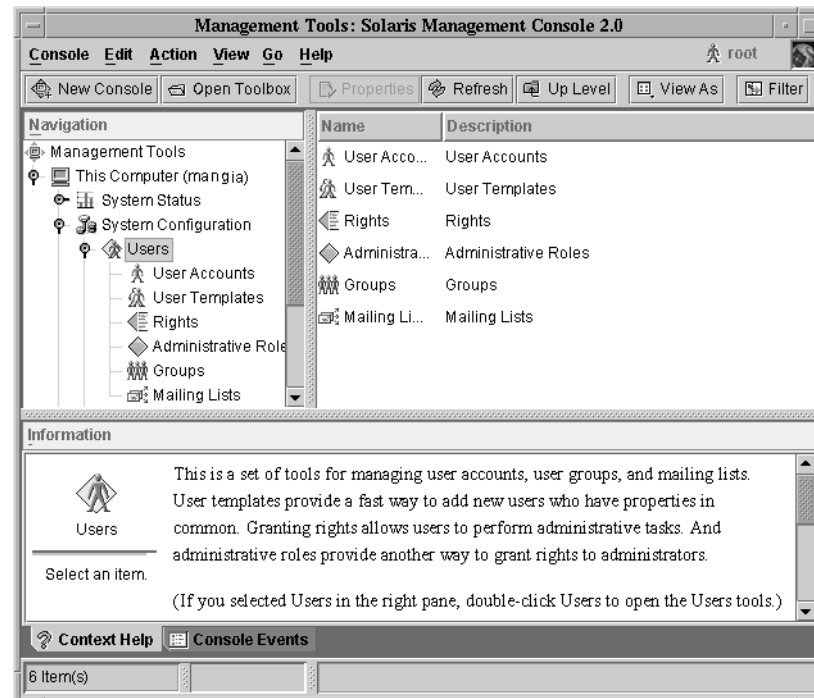 Management Tools: Solaris Management Console 2.0
Console Edit Action View Go Help root
New Console Open Toolbox Properties Refresh Up Level View As Filter
Navigation
Management Tools
This Computer (mangia)
System Status
System Configuration
Users
User Accounts
User Templates
Rights
Administrative Role
Groups
Mailing Lists
Name Description
User Acco... User Accounts
User Tem... User Templates
Rights Rights
Administra... Administrative Roles
Groups Groups
Mailing Li... Mailing Lists
Information
Users
Select an item.
This is a set of tools for managing user accounts, user groups, and mailing lists.
User templates provide a fast way to add new users who have properties in
common. Granting rights allows users to perform administrative tasks. And
administrative roles provide another way to grant rights to administrators.
(If you selected Users in the right pane, double-click Users to open the Users tools.)
Context Help Console Events
6 Item(s)